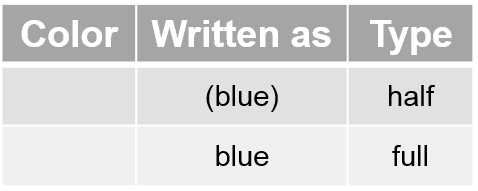 Color Written as Type
(blue) half
blue full